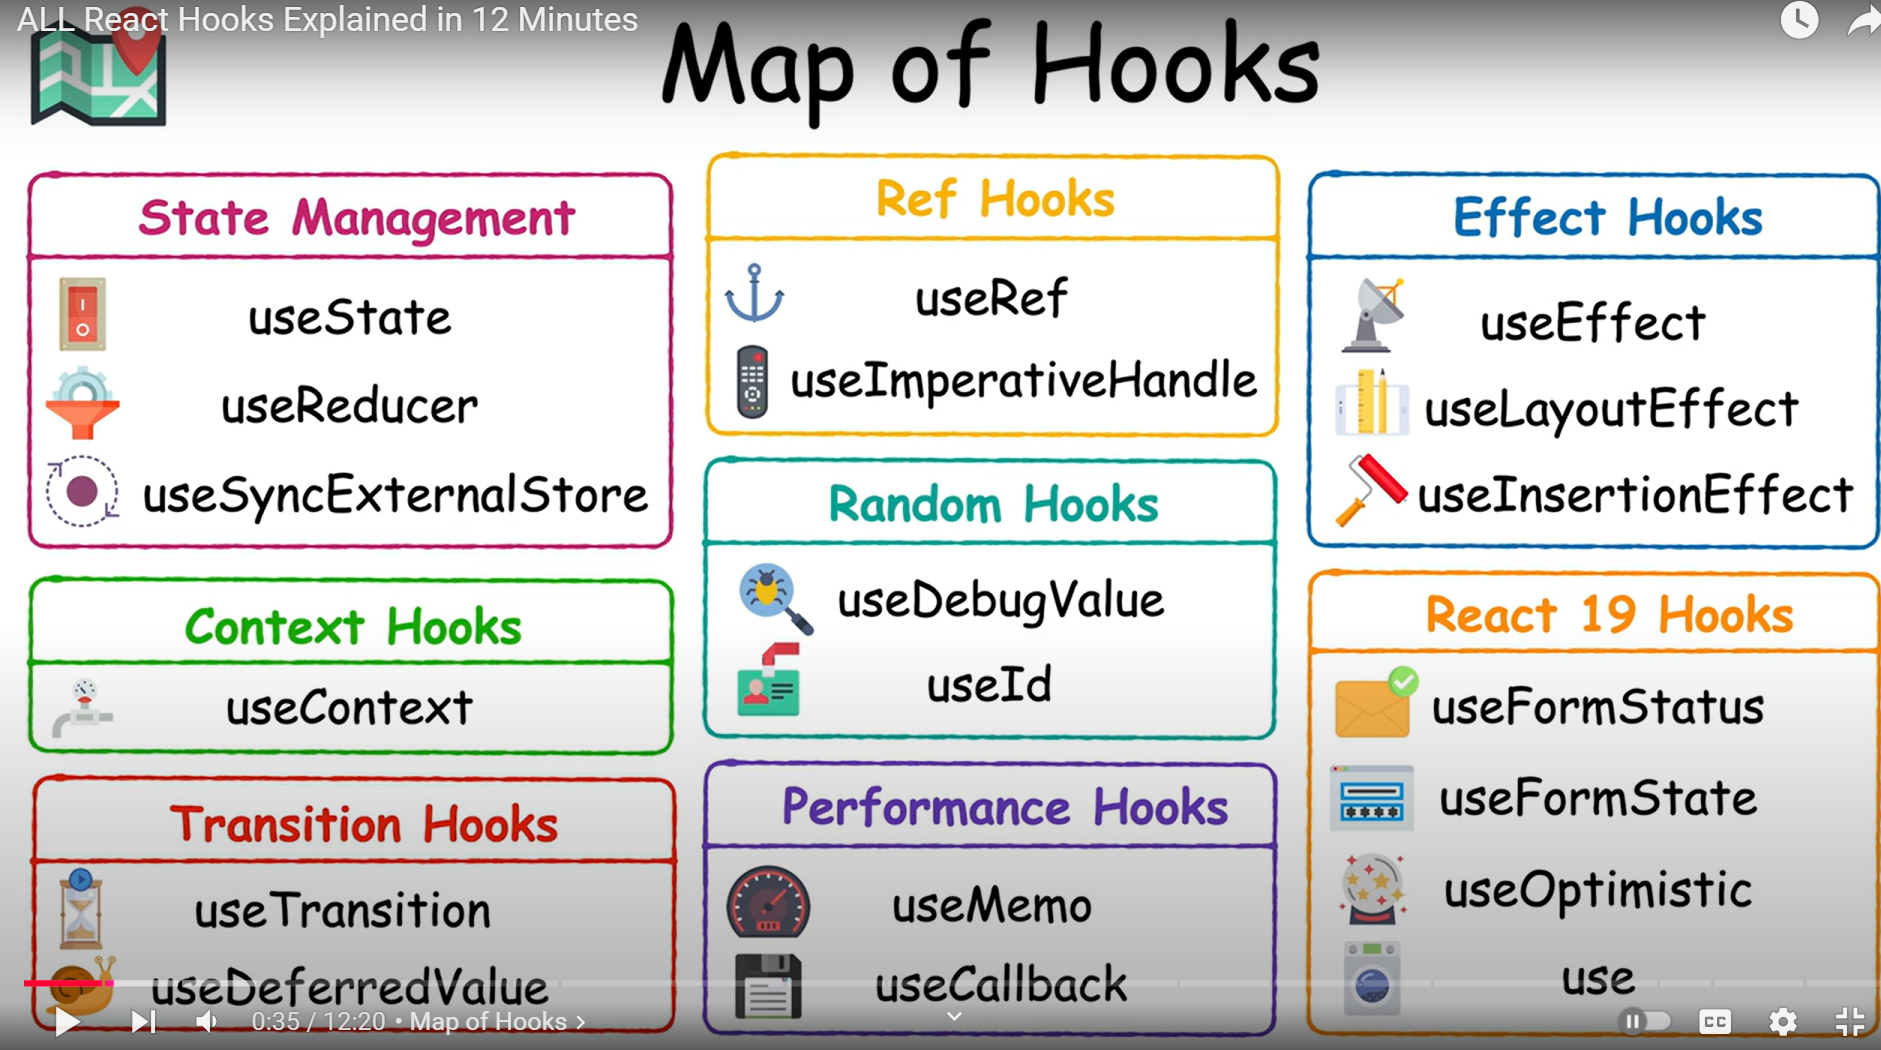 ALL React Hooks Explained in 12 Minutes
Map of Hooks
State Management
useState
useReducer
useSyncExternalStore
Context Hooks
useContext
Transition Hooks
useTransition
useDeferredValue
Ref Hooks
useRef
useImperativeHandle
Random Hooks
useDebugValue
useId
Performance Hooks
useMemo
useCallback
Effect Hooks
useEffect
useLayoutEffect
useInsertionEffect
React 19 Hooks
useFormStatus
useFormState
useOptimistic
use
0:35 / 12:20 • Map of Hooks
CC